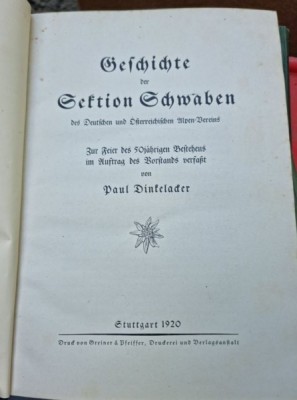 Geschichte
der
Sektion Schwaben
des Deutschen und Österreichischen Alpen-Vereins
Zur Feier des 50jährigen Bestehens
im Auftrag des Vorstands verfaßt
von
Paul Dinkelacker
Stuttgart 1920
Druck von Greiner & Pfeiffer, Druckerei und Verlagsanstalt